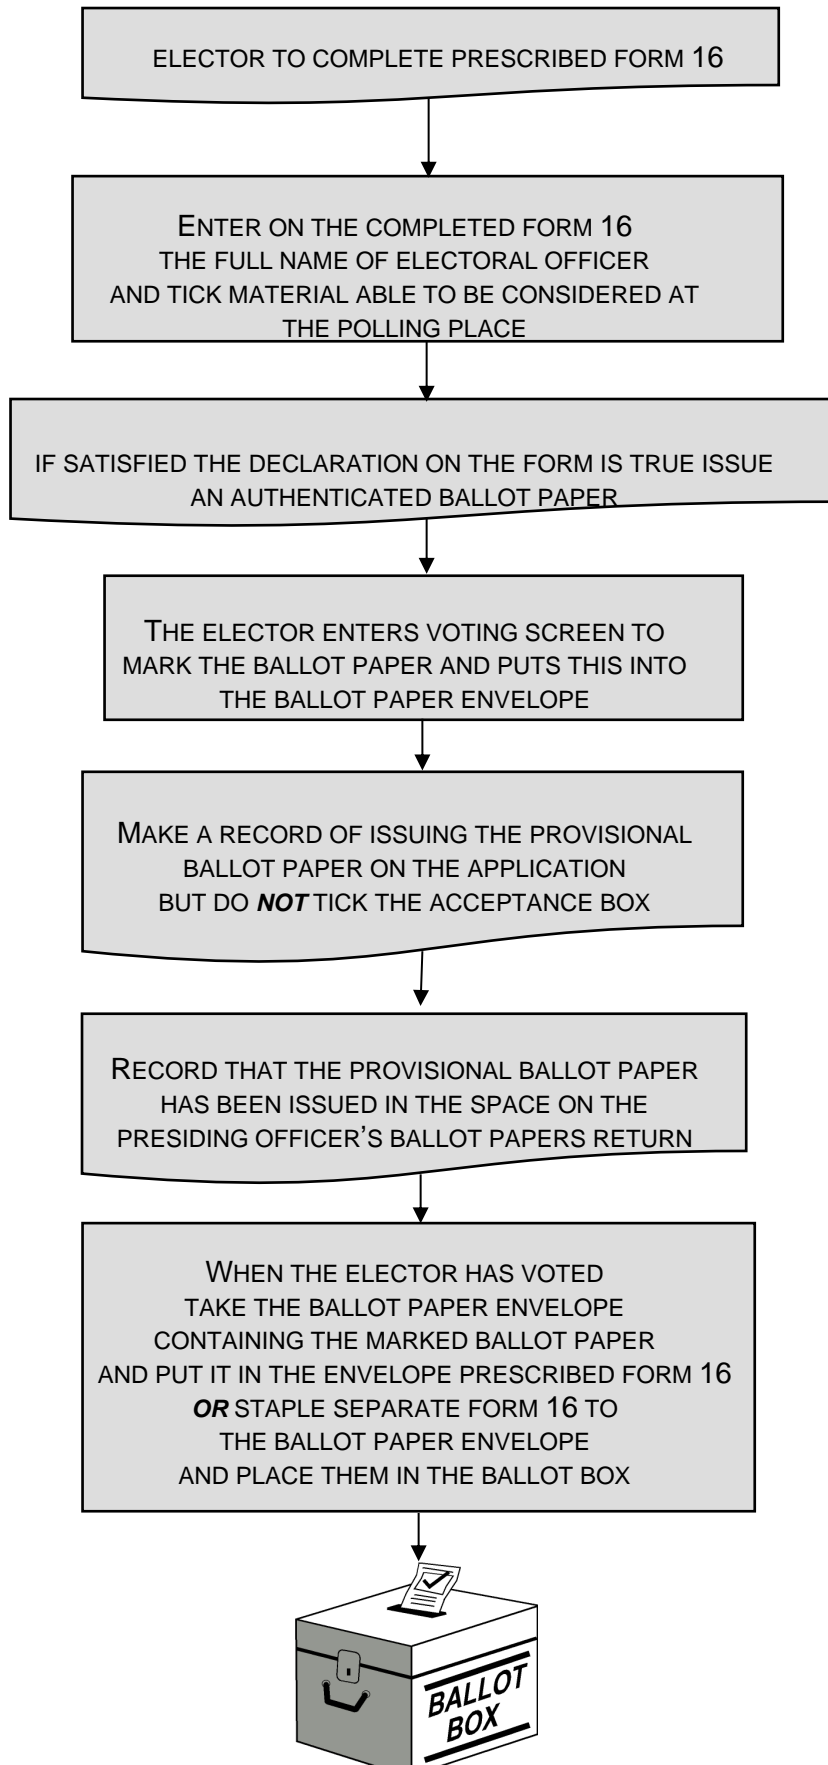 ELECTOR TO COMPLETE PRESCRIBED FORM 16
ENTER ON THE COMPLETED FORM 16
THE FULL NAME OF ELECTORAL OFFICER
AND TICK MATERIAL ABLE TO BE CONSIDERED AT
THE POLLING PLACE
IF SATISFIED THE DECLARATION ON THE FORM IS TRUE ISSUE
AN AUTHENTICATED BALLOT PAPER
THE ELECTOR ENTERS VOTING SCREEN TO
MARK THE BALLOT PAPER AND PUTS THIS INTO
THE BALLOT PAPER ENVELOPE
MAKE A RECORD OF ISSUING THE PROVISIONAL
BALLOT PAPER ON THE APPLICATION
BUT DO NOT TICK THE ACCEPTANCE BOX
RECORD THAT THE PROVISIONAL BALLOT PAPER
HAS BEEN ISSUED IN THE SPACE ON THE
PRESIDING OFFICER'S BALLOT PAPERS RETURN
WHEN THE ELECTOR HAS VOTED
TAKE THE BALLOT PAPER ENVELOPE
CONTAINING THE MARKED BALLOT PAPER
AND PUT IT IN THE ENVELOPE PRESCRIBED FORM 16
OR STAPLE SEPARATE FORM 16 TO
THE BALLOT PAPER ENVELOPE
AND PLACE THEM IN THE BALLOT BOX
BALLOT
BOX